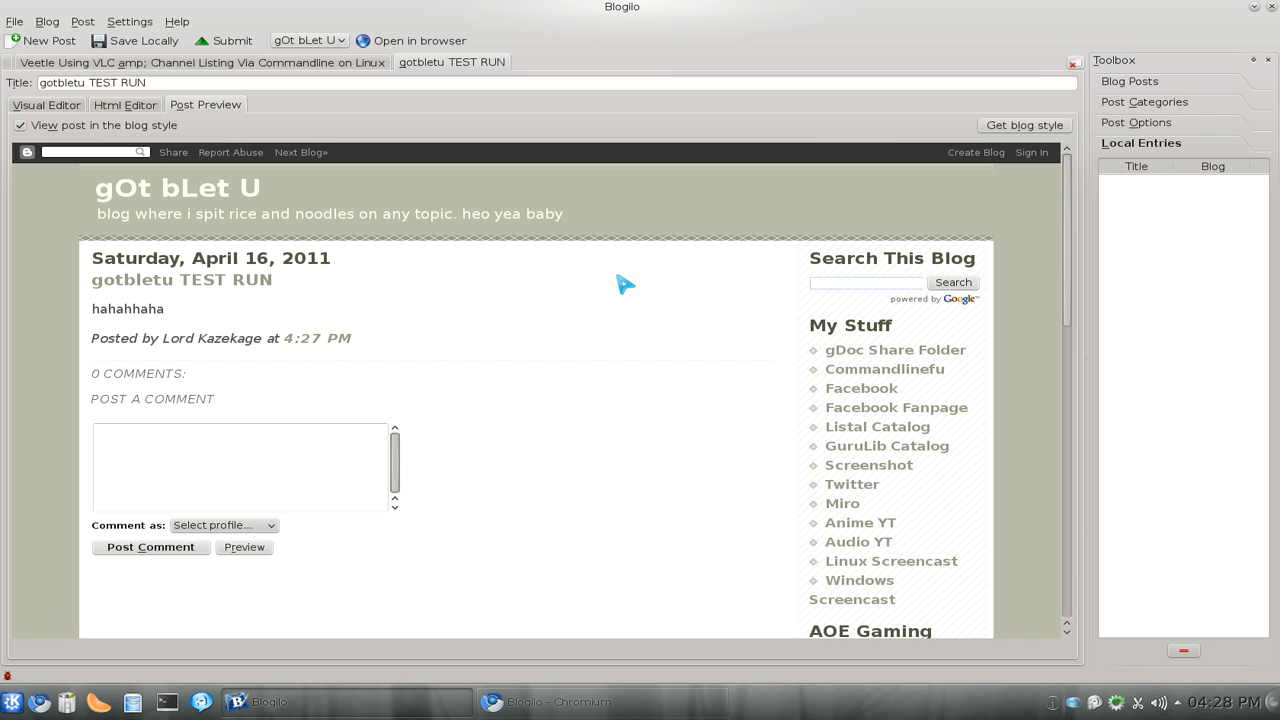 Blogilo
File Blog Post Settings Help
New Post Save Locally Submit gOt bLet U Open in browser
Veetle Using VLC amp; Channel Listing Via Commandline on Linux gotbletu TEST RUN
Title: gotbletu TEST RUN
Visual Editor Html Editor Post Preview
View post in the blog style Get blog style
Share Report Abuse Next Blog» Create Blog Sign In
gOt bLet U
blog where i spit rice and noodles on any topic. heo yea baby
Saturday, April 16, 2011
gotbletu TEST RUN
hahahhaha
Posted by Lord Kazekage at 4:27 PM
0 COMMENTS:
POST A COMMENT
Comment as: Select profile...
Post Comment Preview
Search This Blog
Search
powered by Google™
My Stuff
gDoc Share Folder
Commandlinefu
Facebook
Facebook Fanpage
Listal Catalog
GuruLib Catalog
Screenshot
Twitter
Miro
Anime YT
Audio YT
Linux Screencast
Windows
Screencast
AOE Gaming
Toolbox
Blog Posts
Post Categories
Post Options
Local Entries
Title Blog
Blogilo Blogilo - Chromium 04:28 PM